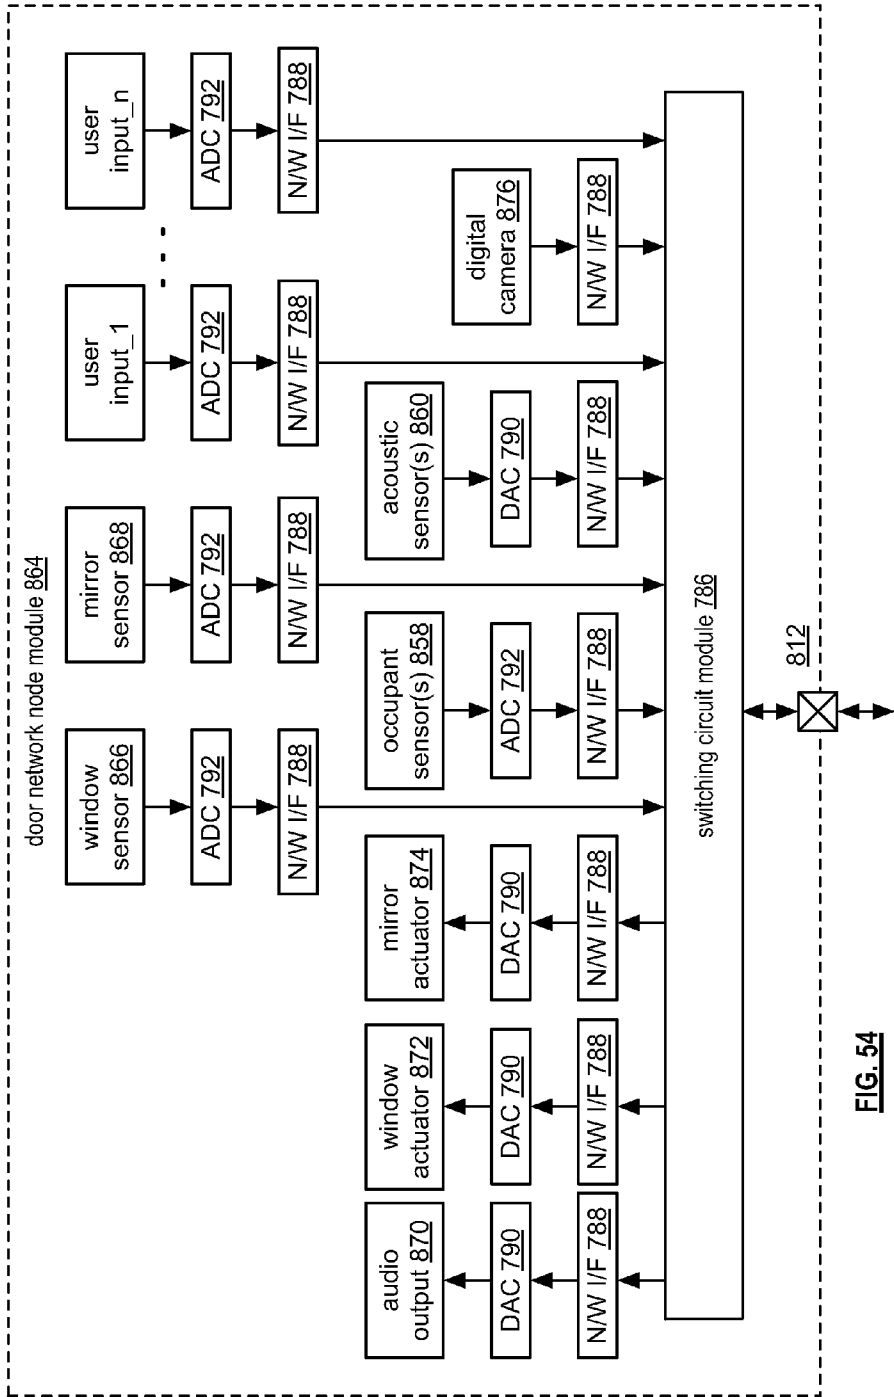 door network node module 864
window
sensor 866
ADC 792
N/W I/F 788
mirror
sensor 868
ADC 792
N/W I/F 788
user
input_1
ADC 792
N/W I/F 788
. . .
user
input_n
ADC 792
N/W I/F 788
audio
output 870
DAC 790
N/W I/F 788
window
actuator 872
DAC 790
N/W I/F 788
mirror
actuator 874
DAC 790
N/W I/F 788
occupant
sensor(s) 858
ADC 792
N/W I/F 788
acoustic
sensor(s) 860
DAC 790
N/W I/F 788
digital
camera 876
N/W I/F 788
switching circuit module 786
812
FIG. 54